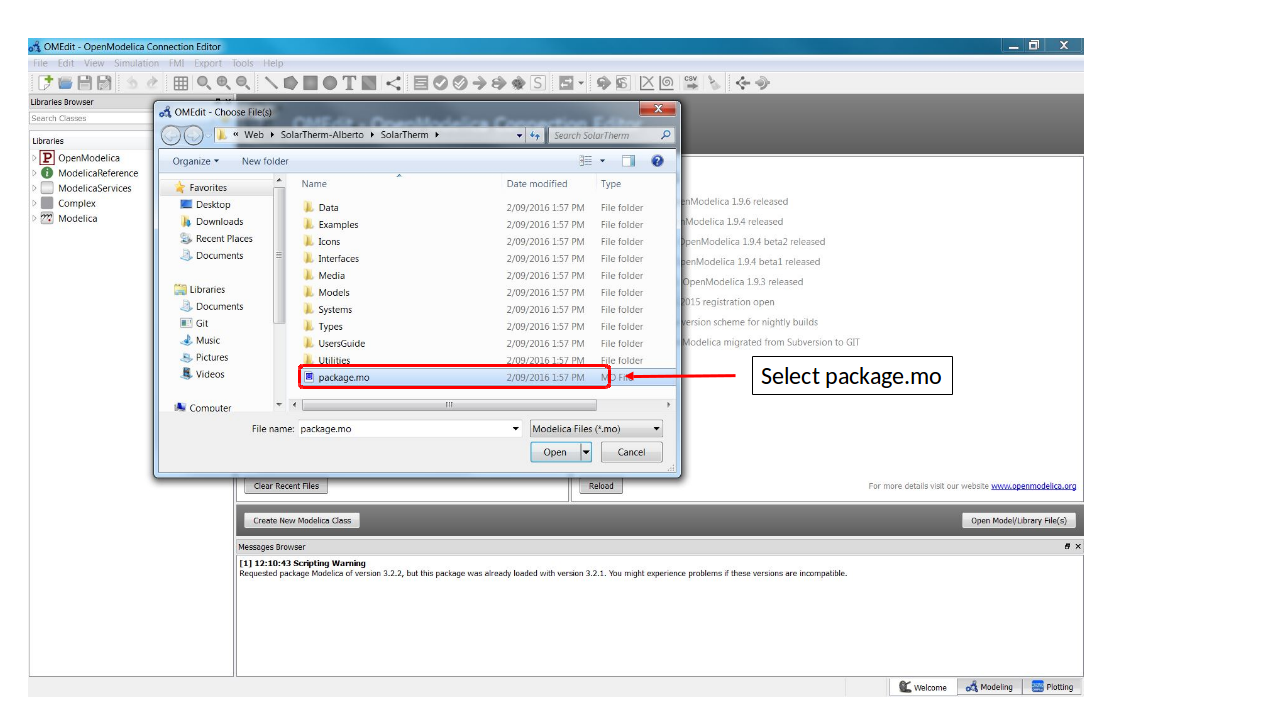 OMEdit - OpenModelica Connection Editor
File Edit View Simulation FMI Export Tools Help
Libraries Browser
Search Classes
Libraries
OpenModelica
ModelicaReference
ModelicaServices
Complex
Modelica
OMEdit - Choose File(s)
« Web SolarTherm-Alberto SolarTherm
Search SolarTherm
Organize New folder
Favorites
Desktop
Downloads
Recent Places
Documents
Libraries
Documents
Git
Music
Pictures
Videos
Computer
Name Date modified Type
Data 2/09/2016 1:57 PM File folder
Examples 2/09/2016 1:57 PM File folder
Icons 2/09/2016 1:57 PM File folder
Interfaces 2/09/2016 1:57 PM File folder
Media 2/09/2016 1:57 PM File folder
Models 2/09/2016 1:57 PM File folder
Systems 2/09/2016 1:57 PM File folder
Types 2/09/2016 1:57 PM File folder
UsersGuide 2/09/2016 1:57 PM File folder
Utilities 2/09/2016 1:57 PM File folder
package.mo 2/09/2016 1:57 PM MO File
File name: package.mo Modelica Files (*.mo)
Open Cancel
enModelica 1.9.6 released
nModelica 1.9.4 released
OpenModelica 1.9.4 beta2 released
penModelica 1.9.4 beta1 released
OpenModelica 1.9.3 released
2015 registration open
version scheme for nightly builds
Modelica migrated from Subversion to GIT
Select package.mo
Clear Recent Files Reload For more details visit our website www.openmodelica.org
Create New Modelica Class Open Model/Library File(s)
Messages Browser
[1] 12:10:43 Scripting Warning
Requested package Modelica of version 3.2.2, but this package was already loaded with version 3.2.1. You might experience problems if these versions are incompatible.
Welcome Modeling Plotting